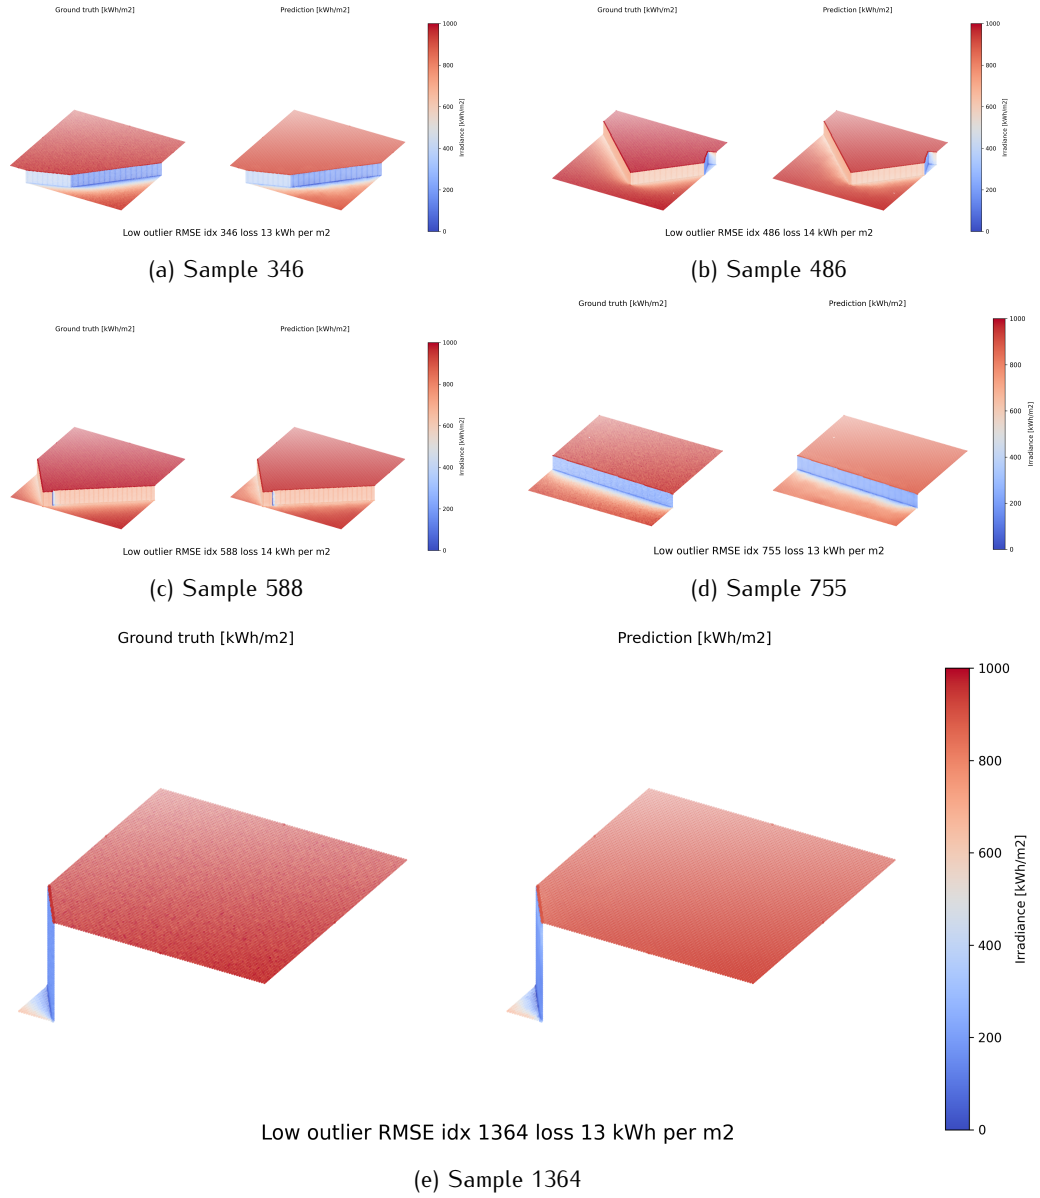 Ground truth [kWh/m2]
Prediction [kWh/m2]
1000
800
600
400
200
0
Irradiance [kWh/m2]
Low outlier RMSE idx 346 loss 13 kWh per m2
(a) Sample 346
Ground truth [kWh/m2]
Prediction [kWh/m2]
1000
800
600
400
200
0
Irradiance [kWh/m2]
Low outlier RMSE idx 486 loss 14 kWh per m2
(b) Sample 486
Ground truth [kWh/m2]
Prediction [kWh/m2]
1000
800
600
400
200
0
Irradiance [kWh/m2]
Low outlier RMSE idx 588 loss 14 kWh per m2
(c) Sample 588
Ground truth [kWh/m2]
Prediction [kWh/m2]
1000
800
600
400
200
0
Irradiance [kWh/m2]
Low outlier RMSE idx 755 loss 13 kWh per m2
(d) Sample 755
Ground truth [kWh/m2]
Prediction [kWh/m2]
1000
800
600
400
200
0
Irradiance [kWh/m2]
Low outlier RMSE idx 1364 loss 13 kWh per m2
(e) Sample 1364